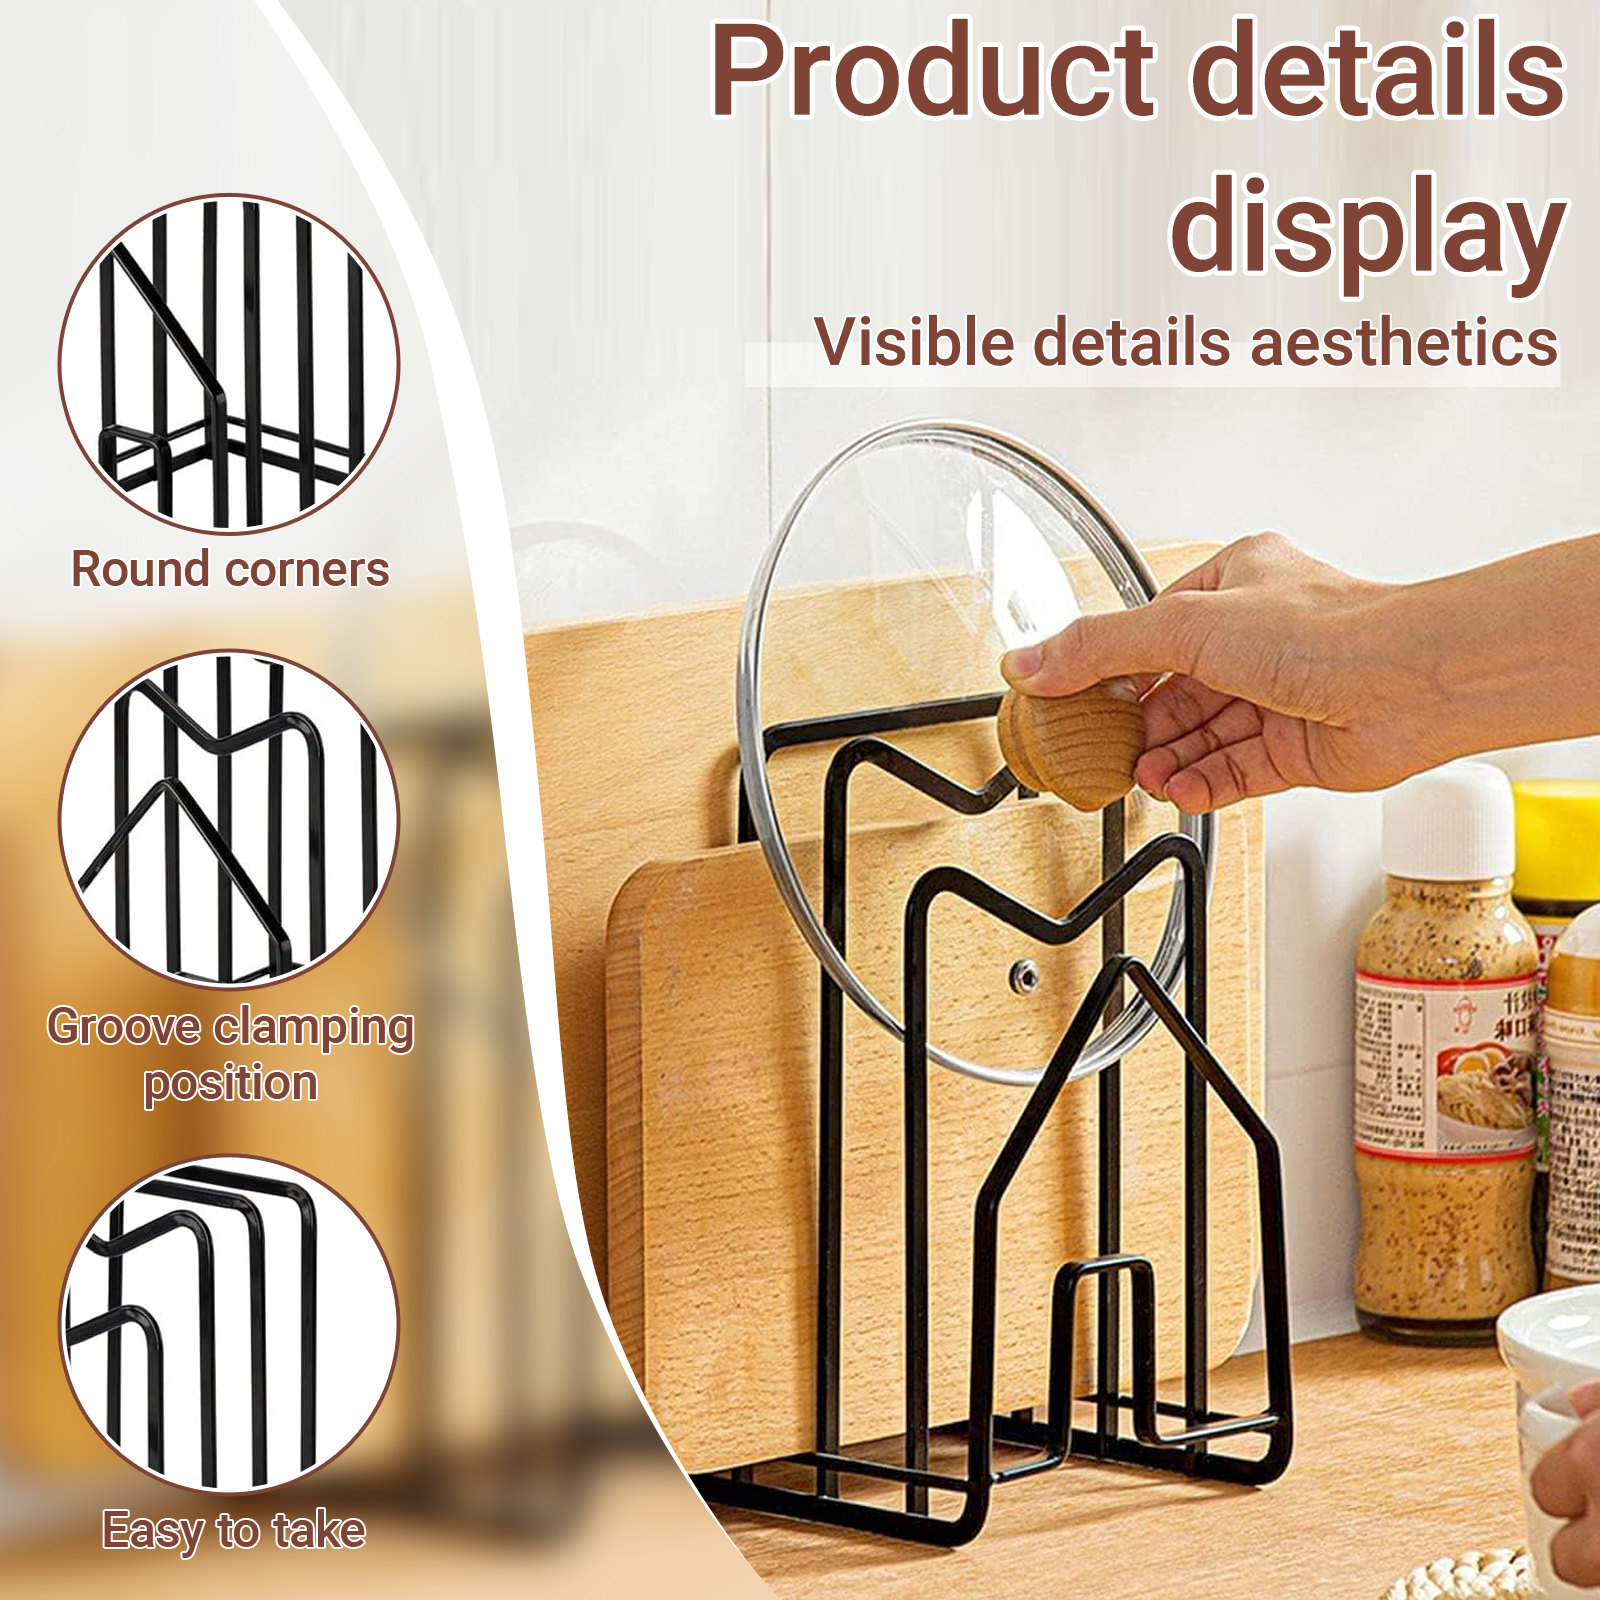 Product details
display
Visible details aesthetics
Round corners
Groove clamping
position
Easy to take